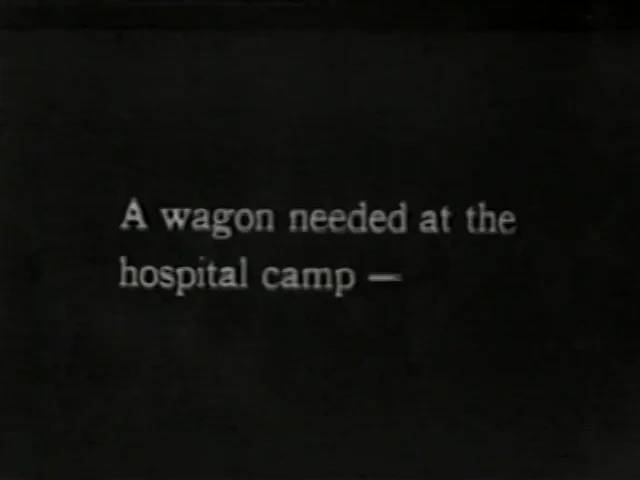 A wagon needed at the
hospital camp —